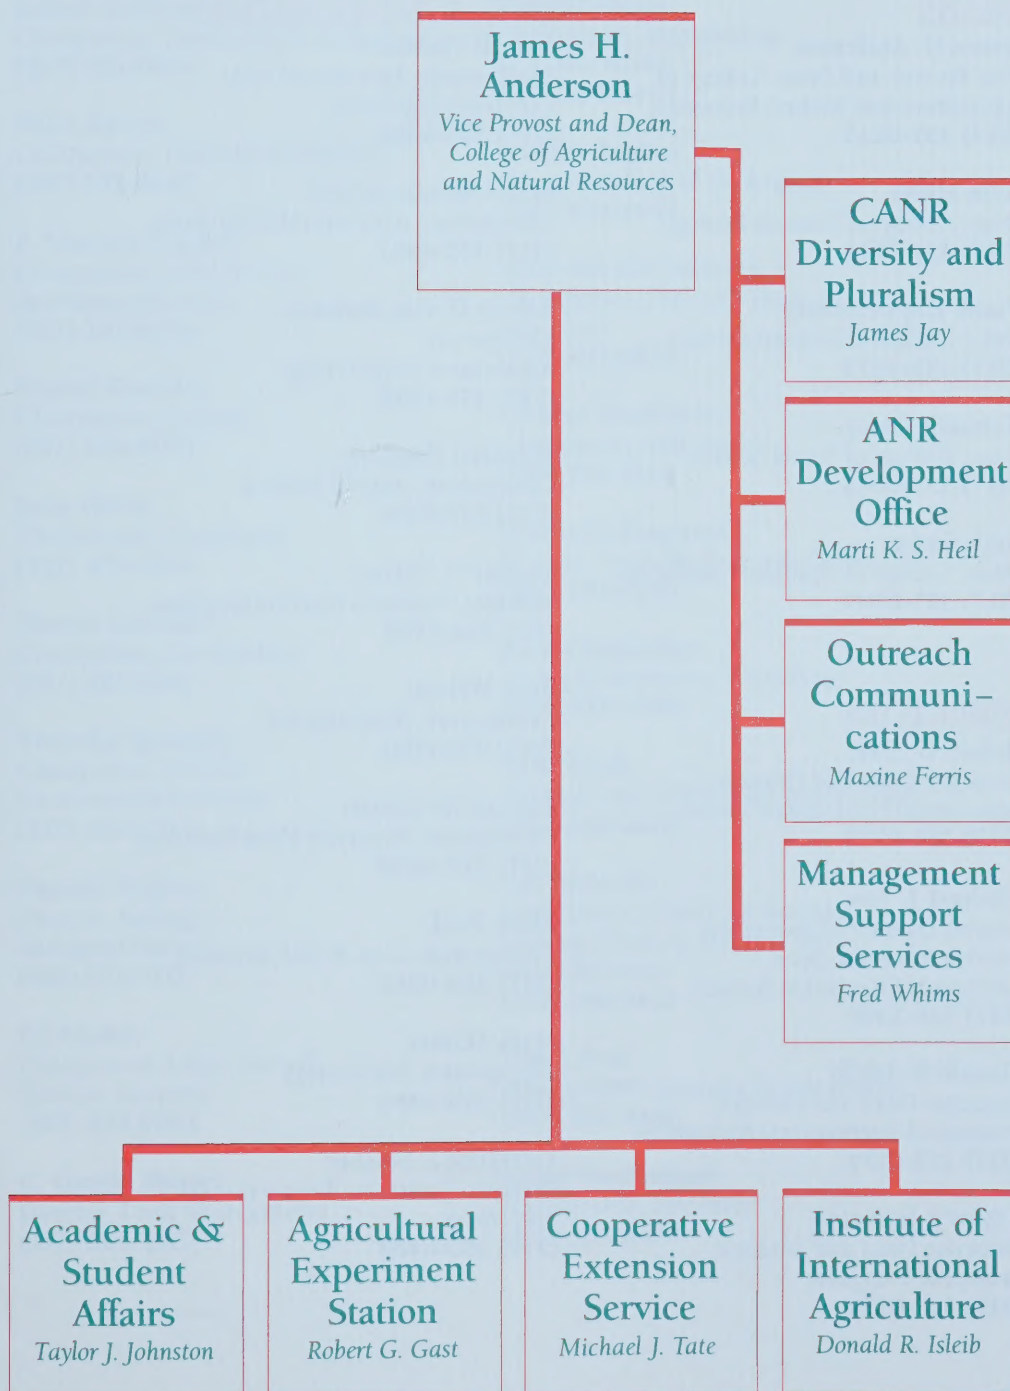 James H.
Anderson
Vice Provost and Dean,
College of Agriculture
and Natural Resources
CANR
Diversity and
Pluralism
James Jay
ANR
Development
Office
Marti K. S. Heil
Outreach
Communi–
cations
Maxine Ferris
Management
Support
Services
Fred Whims
Academic &
Student
Affairs
Taylor J. Johnston
Agricultural
Experiment
Station
Robert G. Gast
Cooperative
Extension
Service
Michael J. Tate
Institute of
International
Agriculture
Donald R. Isleib